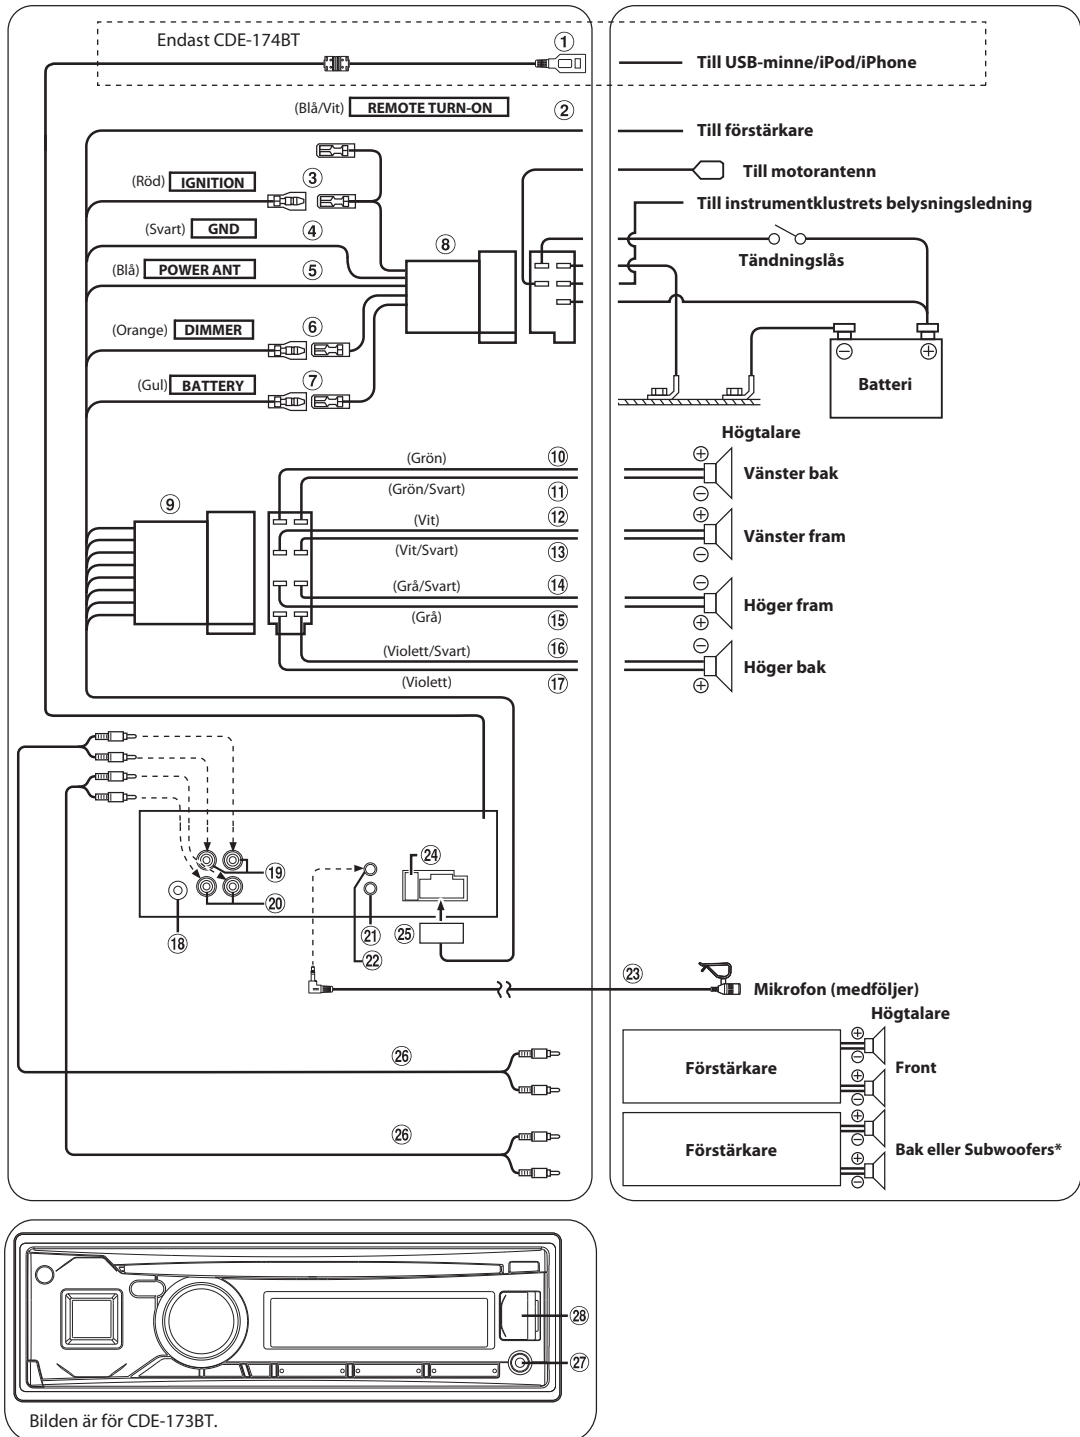 Endast CDE-174BT
①
Till USB-minne/iPod/iPhone
(Blå/Vit) REMOTE TURN-ON
②
Till förstärkare
(Röd) IGNITION
③
Till motorantenn
Till instrumentklustrets belysningsledning
(Svart) GND
④
⑧
Tändningslås
(Blå) POWER ANT
⑤
(Orange) DIMMER
⑥
(Gul) BATTERY
⑦
⊖ ⊕
Batteri
Högtalare
(Grön)
⑩
⊕
Vänster bak
⊖
(Grön/Svart)
⑪
⑨
(Vit)
⑫
⊕
Vänster fram
⊖
(Vit/Svart)
⑬
(Grå/Svart)
⑭
⊖
Höger fram
⊕
(Grå)
⑮
(Violett/Svart)
⑯
⊖
Höger bak
⊕
(Violett)
⑰
⑲
⑳
⑱
㉔
㉑
㉕
㉒
㉓
Mikrofon (medföljer)
Högtalare
㉖
Förstärkare
⊕
⊖
Front
⊕
⊖
㉖
Förstärkare
⊕
⊖
Bak eller Subwoofers*
⊕
⊖
㉘
㉗
Bilden är för CDE-173BT.